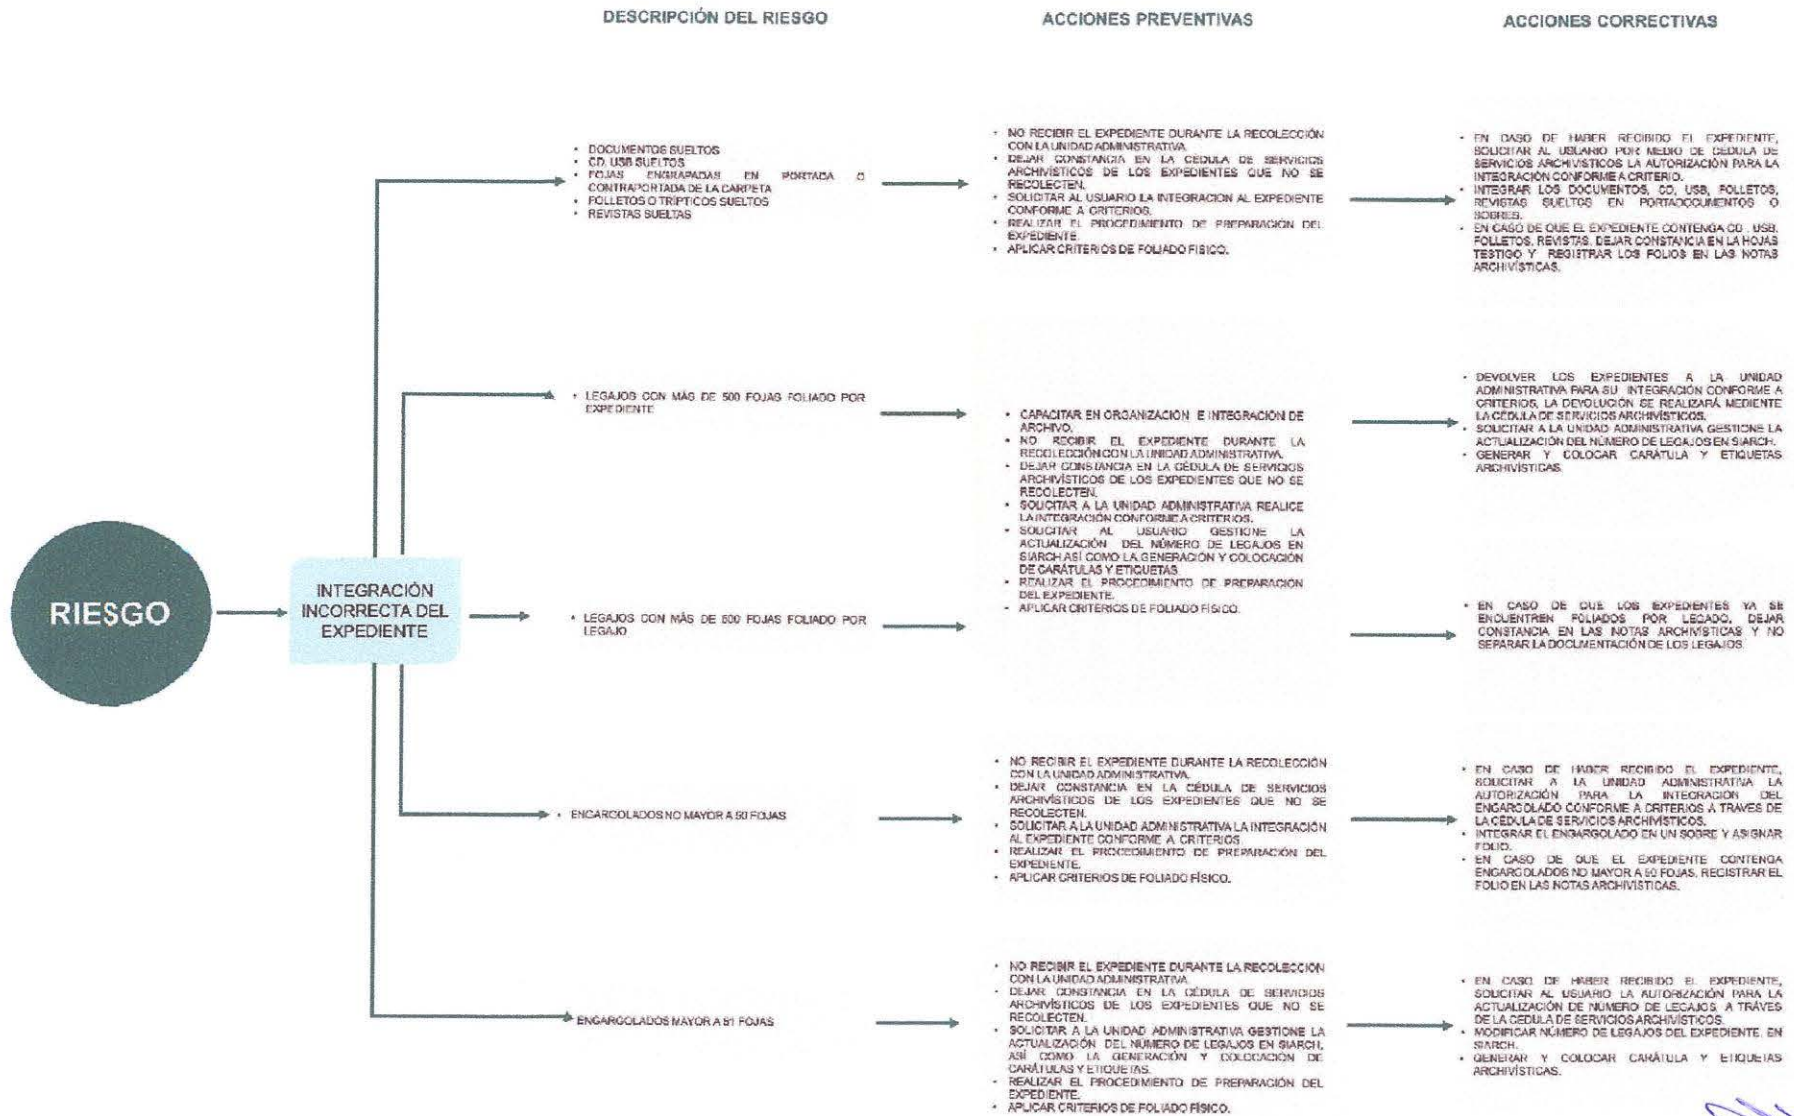 DESCRIPCIÓN DEL RIESGO
ACCIONES PREVENTIVAS
ACCIONES CORRECTIVAS
RIESGO
INTEGRACIÓN
INCORRECTA DEL
EXPEDIENTE
• DOCUMENTOS SUELTOS
• CD, USB SUELTOS
• FOJAS ENGRAPADAS EN PORTADA O
CONTRAPORTADA DE LA CARPETA
• FOLLETOS O TRÍPTICOS SUELTOS
• REVISTAS SUELTAS
• NO RECIBIR EL EXPEDIENTE DURANTE LA RECOLECCIÓN
CON LA UNIDAD ADMINISTRATIVA
• DEJAR CONSTANCIA EN LA CÉDULA DE SERVICIOS
ARCHIVÍSTICOS DE LOS EXPEDIENTES QUE NO SE
RECOLECTEN.
• SOLICITAR AL USUARIO LA INTEGRACION AL EXPEDIENTE
CONFORME A CRITERIOS.
• REALIZAR EL PROCEDIMIENTO DE PREPARACIÓN DEL
EXPEDIENTE.
• APLICAR CRITERIOS DE FOLIADO FÍSICO.
• EN CASO DE HABER RECIBIDO EL EXPEDIENTE,
SOLICITAR AL USUARIO POR MEDIO DE CEDULA DE
SERVICIOS ARCHIVISTICOS LA AUTORIZACIÓN PARA LA
INTEGRACIÓN CONFORME A CRITERIO.
• INTEGRAR LOS DOCUMENTOS, CD, USB, FOLLETOS,
REVISTAS SUELTOS EN PORTADOCUMENTOS O
SOBRES.
• EN CASO DE QUE EL EXPEDIENTE CONTENGA CD , USB,
FOLLETOS, REVISTAS, DEJAR CONSTANCIA EN LA HOJAS
TESTIGO Y REGISTRAR LOS FOLIOS EN LAS NOTAS
ARCHIVÍSTICAS.
• LEGAJOS CON MÁS DE 500 FOJAS FOLIADO POR
EXPEDIENTE
• CAPACITAR EN ORGANIZACIÓN E INTEGRACIÓN DE
ARCHIVO.
• NO RECIBIR EL EXPEDIENTE DURANTE LA
RECOLECCIÓN CON LA UNIDAD ADMINISTRATIVA.
• DEJAR CONSTANCIA EN LA CÉDULA DE SERVICIOS
ARCHIVÍSTICOS DE LOS EXPEDIENTES QUE NO SE
RECOLECTEN.
• SOLICITAR A LA UNIDAD ADMINISTRATIVA REALICE
LA INTEGRACIÓN CONFORME A CRITERIOS.
• SOLICITAR AL USUARIO GESTIONE LA
ACTUALIZACIÓN DEL NÚMERO DE LEGAJOS EN
SIARCH ASÍ COMO LA GENERACIÓN Y COLOCACIÓN
DE CARÁTULAS Y ETIQUETAS
• REALIZAR EL PROCEDIMIENTO DE PREPARACIÓN
DEL EXPEDIENTE.
• APLICAR CRITERIOS DE FOLIADO FÍSICO.
• DEVOLVER LOS EXPEDIENTES A LA UNIDAD
ADMINISTRATIVA PARA SU INTEGRACIÓN CONFORME A
CRITERIOS, LA DEVOLUCIÓN SE REALIZARÁ MEDIENTE
LA CÉDULA DE SERVICIOS ARCHIVÍSTICOS.
• SOLICITAR A LA UNIDAD ADMINISTRATIVA GESTIONE LA
ACTUALIZACIÓN DEL NÚMERO DE LEGAJOS EN SIARCH.
• GENERAR Y COLOCAR CARÁTULA Y ETIQUETAS
ARCHIVÍSTICAS.
• LEGAJOS CON MÁS DE 500 FOJAS FOLIADO POR
LEGAJO
• EN CASO DE QUE LOS EXPEDIENTES YA SE
ENCUENTREN FOLIADOS POR LEGADO, DEJAR
CONSTANCIA EN LAS NOTAS ARCHIVÍSTICAS Y NO
SEPARAR LA DOCUMENTACIÓN DE LOS LEGAJOS.
• ENGARGOLADOS NO MAYOR A 50 FOJAS
• NO RECIBIR EL EXPEDIENTE DURANTE LA RECOLECCIÓN
CON LA UNIDAD ADMINISTRATIVA.
• DEJAR CONSTANCIA EN LA CÉDULA DE SERVICIOS
ARCHIVÍSTICOS DE LOS EXPEDIENTES QUE NO SE
RECOLECTEN.
• SOLICITAR A LA UNIDAD ADMINISTRATIVA LA INTEGRACIÓN
AL EXPEDIENTE CONFORME A CRITERIOS
• REALIZAR EL PROCEDIMIENTO DE PREPARACIÓN DEL
EXPEDIENTE.
• APLICAR CRITERIOS DE FOLIADO FÍSICO.
• EN CASO DE HABER RECIBIDO EL EXPEDIENTE,
SOLICITAR A LA UNIDAD ADMINISTRATIVA LA
AUTORIZACIÓN PARA LA INTEGRACIÓN DEL
ENGARGOLADO CONFORME A CRITERIOS A TRAVES DE
LA CÉDULA DE SERVICIOS ARCHIVÍSTICOS.
• INTEGRAR EL ENGARGOLADO EN UN SOBRE Y ASIGNAR
FOLIO.
• EN CASO DE QUE EL EXPEDIENTE CONTENGA
ENGARGOLADOS NO MAYOR A 50 FOJAS, REGISTRAR EL
FOLIO EN LAS NOTAS ARCHIVÍSTICAS.
• ENGARGOLADOS MAYOR A 51 FOJAS
• NO RECIBIR EL EXPEDIENTE DURANTE LA RECOLECCIÓN
CON LA UNIDAD ADMINISTRATIVA
• DEJAR CONSTANCIA EN LA CÉDULA DE SERVICIOS
ARCHIVÍSTICOS DE LOS EXPEDIENTES QUE NO SE
RECOLECTEN.
• SOLICITAR A LA UNIDAD ADMINISTRATIVA GESTIONE LA
ACTUALIZACIÓN DEL NÚMERO DE LEGAJOS EN SIARCH,
ASÍ COMO LA GENERACIÓN Y COLOCACIÓN DE
CARÁTULAS Y ETIQUETAS.
• REALIZAR EL PROCEDIMIENTO DE PREPARACIÓN DEL
EXPEDIENTE.
• APLICAR CRITERIOS DE FOLIADO FÍSICO.
• EN CASO DE HABER RECIBIDO EL EXPEDIENTE,
SOLICITAR AL USUARIO LA AUTORIZACIÓN PARA LA
ACTUALIZACIÓN DE NÚMERO DE LEGAJOS, A TRÁVES
DE LA CEDULA DE SERVICIOS ARCHIVÍSTICOS.
• MODIFICAR NÚMERO DE LEGAJOS DEL EXPEDIENTE, EN
SIARCH.
• GENERAR Y COLOCAR CARÁTULA Y ETIQUETAS
ARCHIVÍSTICAS.